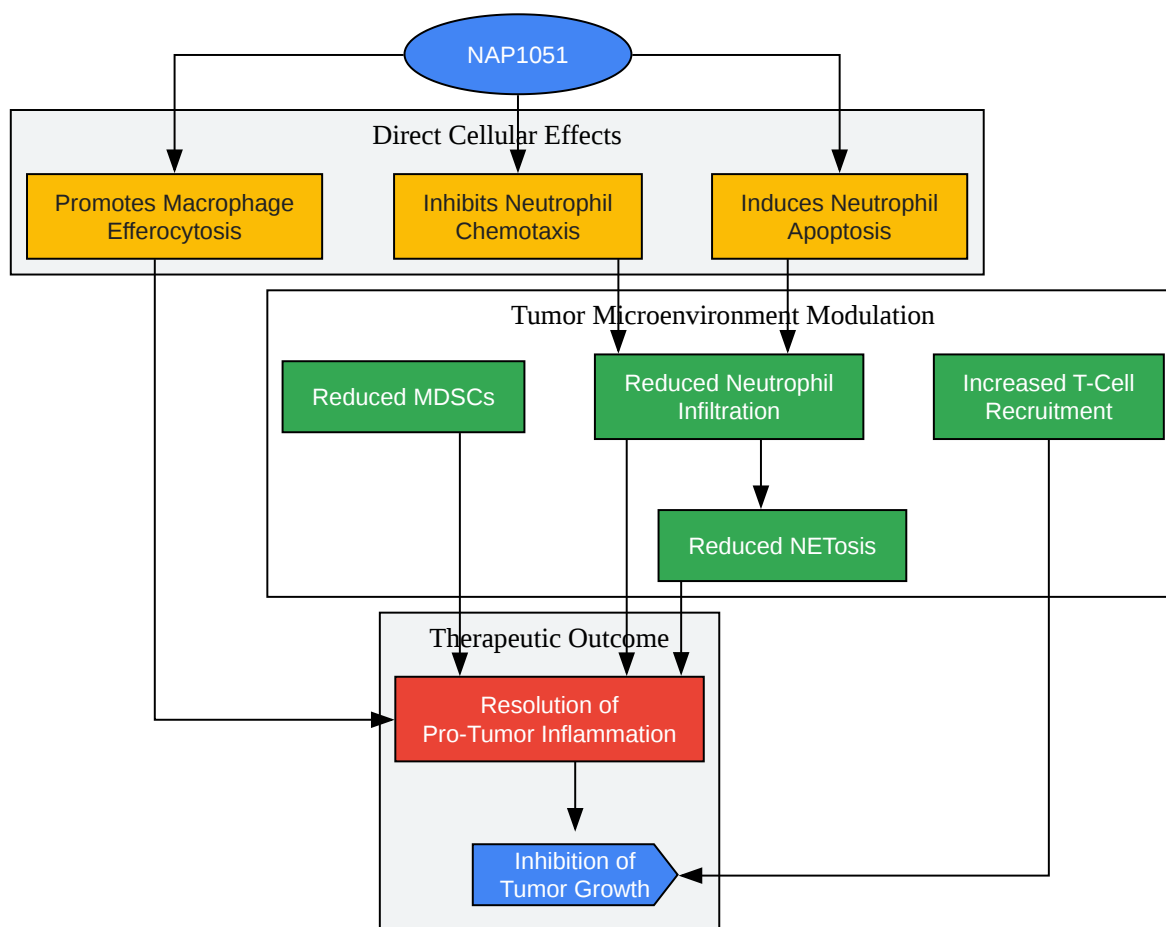 NAP1051
Direct Cellular Effects
Promotes Macrophage
Efferocytosis
Inhibits Neutrophil
Chemotaxis
Induces Neutrophil
Apoptosis
Tumor Microenvironment Modulation
Reduced MDSCs
Reduced Neutrophil
Infiltration
Increased T-Cell
Recruitment
Reduced NETosis
Therapeutic Outcome
Resolution of
Pro-Tumor Inflammation
Inhibition of
Tumor Growth